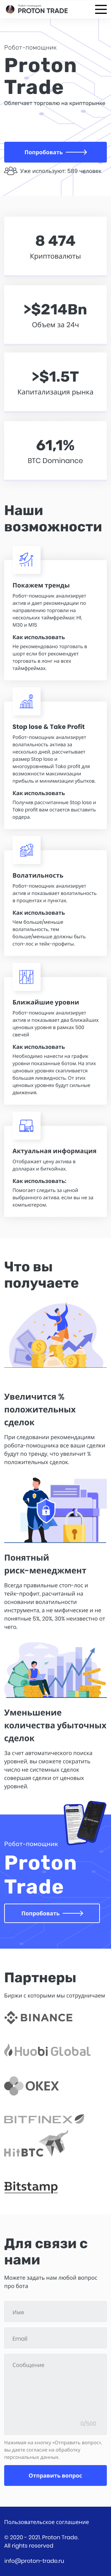 Робот-помощник
PROTON TRADE
Робот-помощник
Proton
Trade
Облегчает торговлю на крипторынке
Попробовать
Уже используют: 588 человек
8 474
Криптовалюты
>$214Bn
Объем за 24ч
>$1.5T
Капитализация рынка
61,1%
BTC Dominance
Наши
возможности
Покажем тренды
Робот-помощник анализирует
актив и дает рекомендации по
направлению торговли на
нескольких таймфреймах: H1,
M30 и M15
Как использовать
Не рекомендовано торговать в
шорт если бот рекомендует
торговать в лонг на всех
таймфреймах.
Stop lose & Take Profit
Робот-помощник анализирует
волатильность актива за
несколько дней, рассчитывает
размер Stop loss и
многоуровневый Take profit для
возможности максимизации
прибыль и минимизации убытков.
Как использовать
Получив рассчитанные Stop loss и
Take profit вам остается выставить
ордера.
Волатильность
Робот-помощник анализирует
актив и показывает волатильность
в процентах и пунктах.
Как использовать
Чем больше/меньше
волатильность, тем
больше/меньше должны быть
стоп-лос и тейк-профиты.
Ближайшие уровни
Робот-помощник анализирует
актив и показывает два ближайших
ценовых уровня в рамках 500
свечей
Как использовать
Необходимо нанести на график
уровни показанные ботом. На этих
ценовых уровнях скапливается
большая ликвидность. От этих
ценовых уровней будут сильные
движения.
Актуальная информация
Отображает цену актива в
долларах и биткойнах.
Как использовать:
Помогает следить за ценой
выбранного актива, если вы не за
компьютером.
Что вы
получаете
Увеличится %
положительных
сделок
При следовании рекомендациям
робота-помощника все ваши сделки
будут по тренду, что увеличит %
положительных сделок.
Понятный
риск-менеджмент
Всегда правильные стоп-лос и
тейк-профит, рассчитанный на
основании волатильности
инструмента, а не мифические и не
понятные 5%, 20%, 30% неизвестно от
чего.
Уменьшение
количества убыточных
сделок
За счет автоматического поиска
уровней, вы сможете сократить
число не системных сделок
совершая сделки от ценовых
уровней.
Робот-помощник
Proton
Trade
Попробовать
Партнеры
Биржи с которыми мы сотрудничаем
BINANCE
Huobi Global
OKEX
BITFINEX
HitBTC
Bitstamp
Для связи с
нами
Можете задать нам любой вопрос
про бота
Имя
Email
Сообщение
Нажимая на кнопку «Отправить вопрос»,
вы даете согласие на обработку
персональных данных
Отправить вопрос
Пользовательское соглашение
© 2020 - 2021. Proton Trade.
All rights rosorvod
info@proton-trade.ru